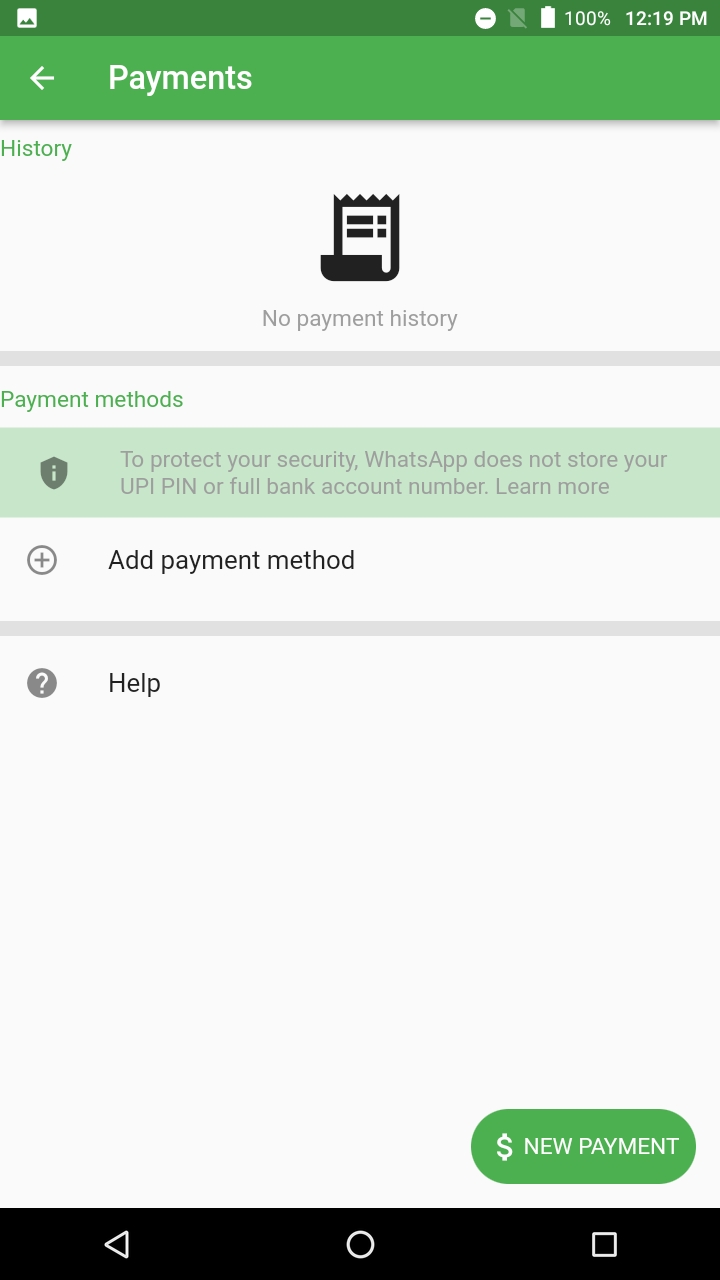 100% 12:19 PM
Payments
History
No payment history
Payment methods
To protect your security, WhatsApp does not store your
UPI PIN or full bank account number. Learn more
Add payment method
Help
$ NEW PAYMENT